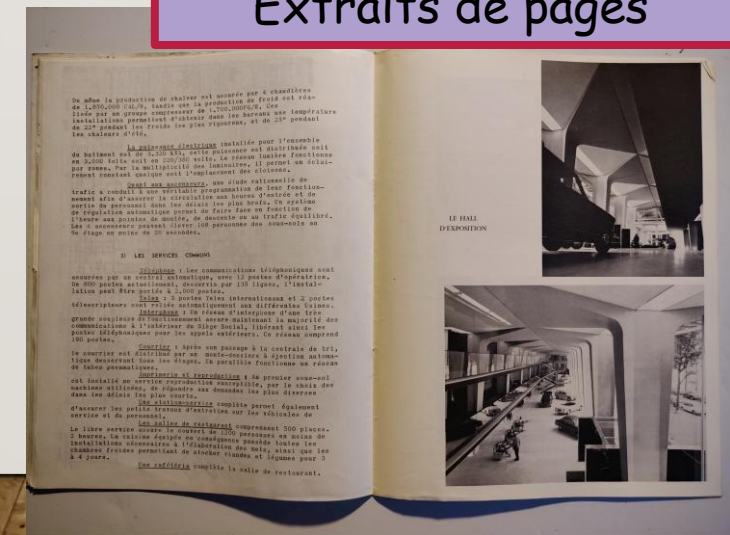 Extraits de pages
De même la production de chaleur est assurée par 4 chaudières
de 1.850.000 CAL/H, tandis que la production de froid est réa-
lisée par un groupe compresseur de 1.700.000FG/H. Ces
installations permettent d'obtenir dans les bureaux une température
de 22° pendant les froids les plus rigoureux, et de 25° pendant
les chaleurs d'été.
La puissance électrique installée pour l'ensemble
du batiment est de kVA, cette puissance est distribuée soit
en 3.000 Volts soit en 220/380 volts. Le réseau lumière fonctionne
par zones. Par la multiplicité des luminaires, il permet un éclai-
rement constant quelque soit l'emplacement des cloisons.
Quant aux ascenseurs, une étude rationnelle de
trafic a conduit à une véritable programmation de leur fonction-
nement afin d'assurer la circulation aux heures d'entrée et de
sortie du personnel dans les délais les plus brefs. Un système
de régulation automatique permet de faire face en fonction de
l'heure aux pointes de montée, de descente ou au trafic équilibré.
Les 4 ascenseurs peuvent élever 100 personnes des sous-sols au
9e étage en moins de 20 secondes.
3) LES SERVICES COMMUNS
Téléphone : Les communications téléphoniques sont
assurées par un central automatique, avec 12 postes d'opératrice.
De 800 postes actuellement, desservis par 130 lignes, l'instal-
lation peut être portée à 2.000 postes.
Telex : 3 postes Telex internationaux et 2 postes
téléscripteurs sont reliés automatiquement aux différentes Usines.
Interphone : Un réseau d'interphone d'une très
grande souplesse de fonctionnement assure maintenant la majorité des
communications à l'intérieur du Siège Social, libérant ainsi les
postes téléphoniques pour les appels extérieurs. Ce réseau comprend
190 postes.
Courrier : Après son passage à la centrale de tri,
le courrier est distribué par un monte-dossiers à éjection automa-
tique desservant tous les étages. En parallèle fonctionne un réseau
de tubes pneumatiques.
Imprimerie et reproduction : Au premier sous-sol
est installé un service reproduction susceptible, par le choix des
machines utilisées, de répondre aux demandes les plus diverses
dans les délais les plus courts.
Une station-service complète permet également
d'assurer les petits travaux d'entretien sur les véhicules de
service et du personnel.
Les salles de restaurant comprennent 500 places.
Le libre service assure le confort de 1200 personnes en moins de
2 heures. La cuisine équipée en conséquence possède toutes les
installations nécessaires à l'élaboration des mets, ainsi que les
chambres froides permettant de stocker viandes et légumes pour 3
à 4 jours.
Une cafétéria complète la salle de restaurant.
LE HALL
D'EXPOSITION